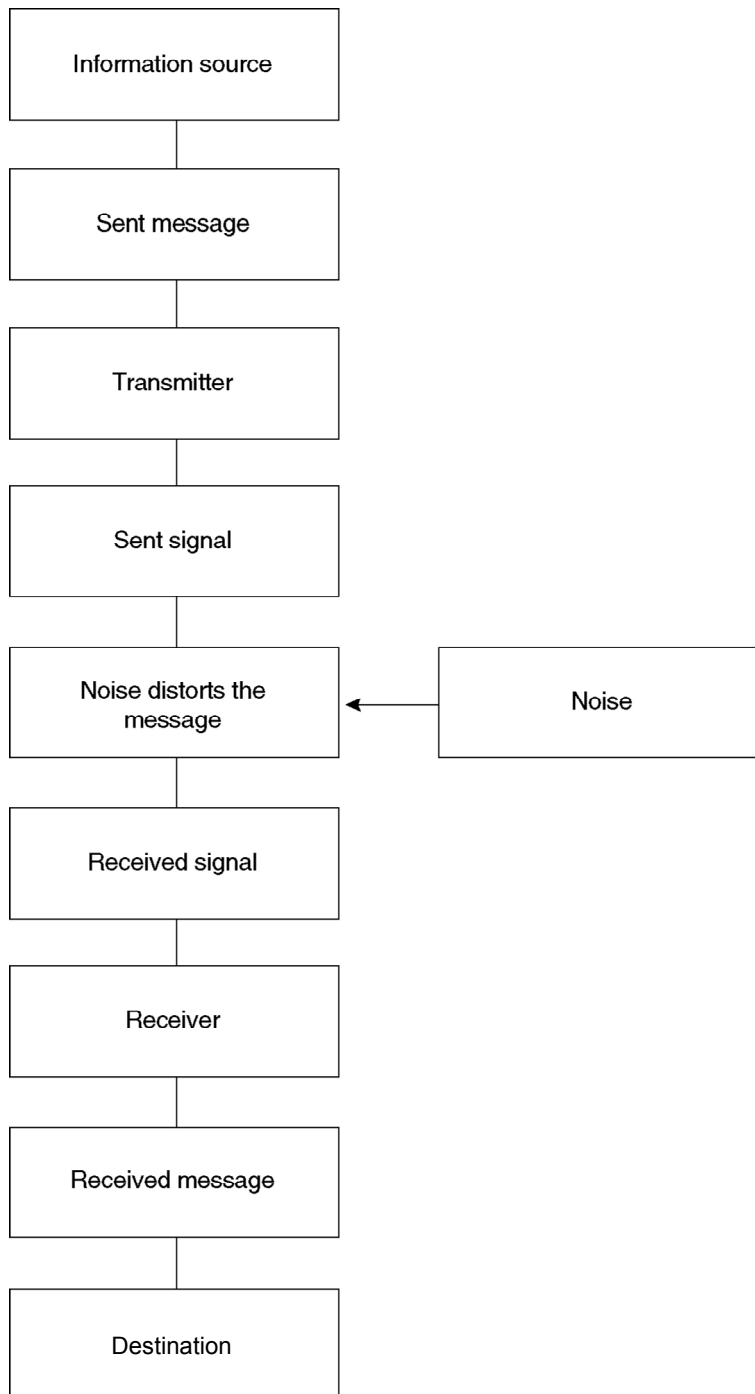 Information source
Sent message
Transmitter
Sent signal
Noise distorts the
message
Noise
Received signal
Receiver
Received message
Destination